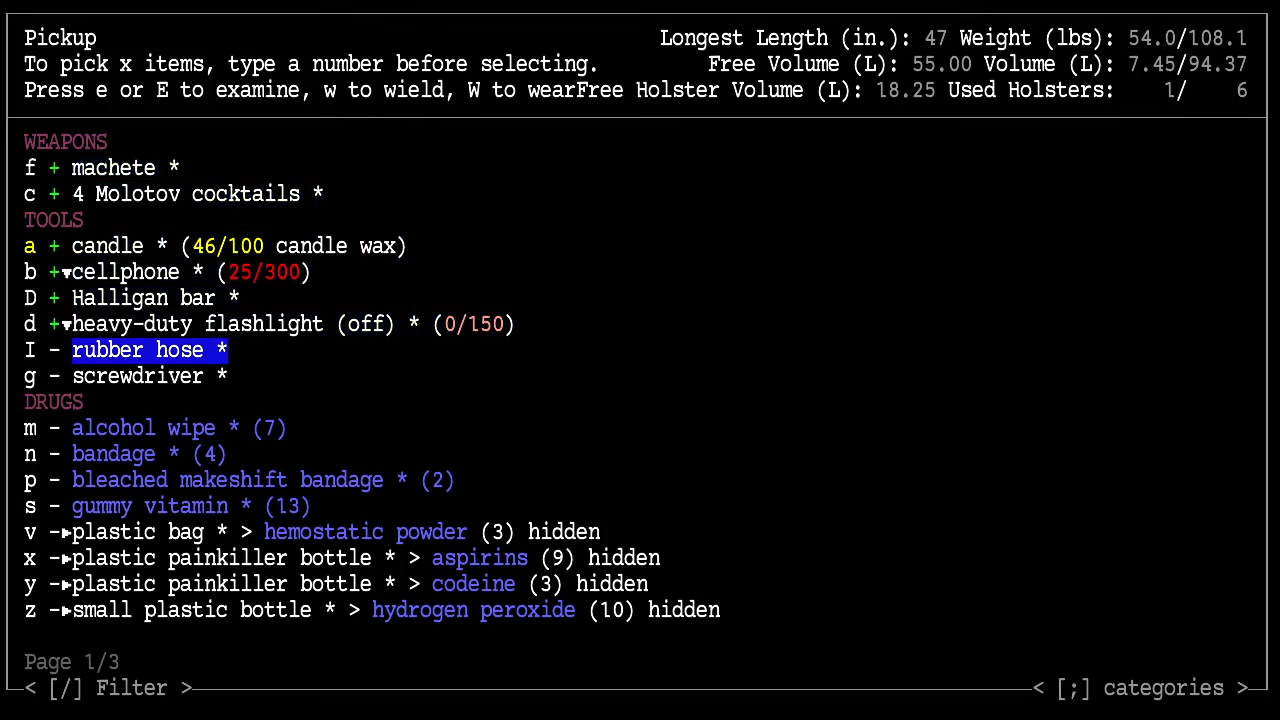 Pickup Longest Length (in.): 47 Weight (lbs): 54.0/108.1
To pick x items, type a number before selecting. Free Volume (L): 55.00 Volume (L): 7.45/94.37
Press e or E to examine, w to wield, W to wearFree Holster Volume (L): 18.25 Used Holsters: 1/ 6
WEAPONS
f + machete *
c + 4 Molotov cocktails *
TOOLS
a + candle * (46/100 candle wax)
b +▾cellphone * (25/300)
D + Halligan bar *
d +▾heavy-duty flashlight (off) * (0/150)
I - rubber hose *
g - screwdriver *
DRUGS
m - alcohol wipe * (7)
n - bandage * (4)
p - bleached makeshift bandage * (2)
s - gummy vitamin * (13)
v -▸plastic bag * > hemostatic powder (3) hidden
x -▸plastic painkiller bottle * > aspirins (9) hidden
y -▸plastic painkiller bottle * > codeine (3) hidden
z -▸small plastic bottle * > hydrogen peroxide (10) hidden
Page 1/3
< [/] Filter > < [;] categories >